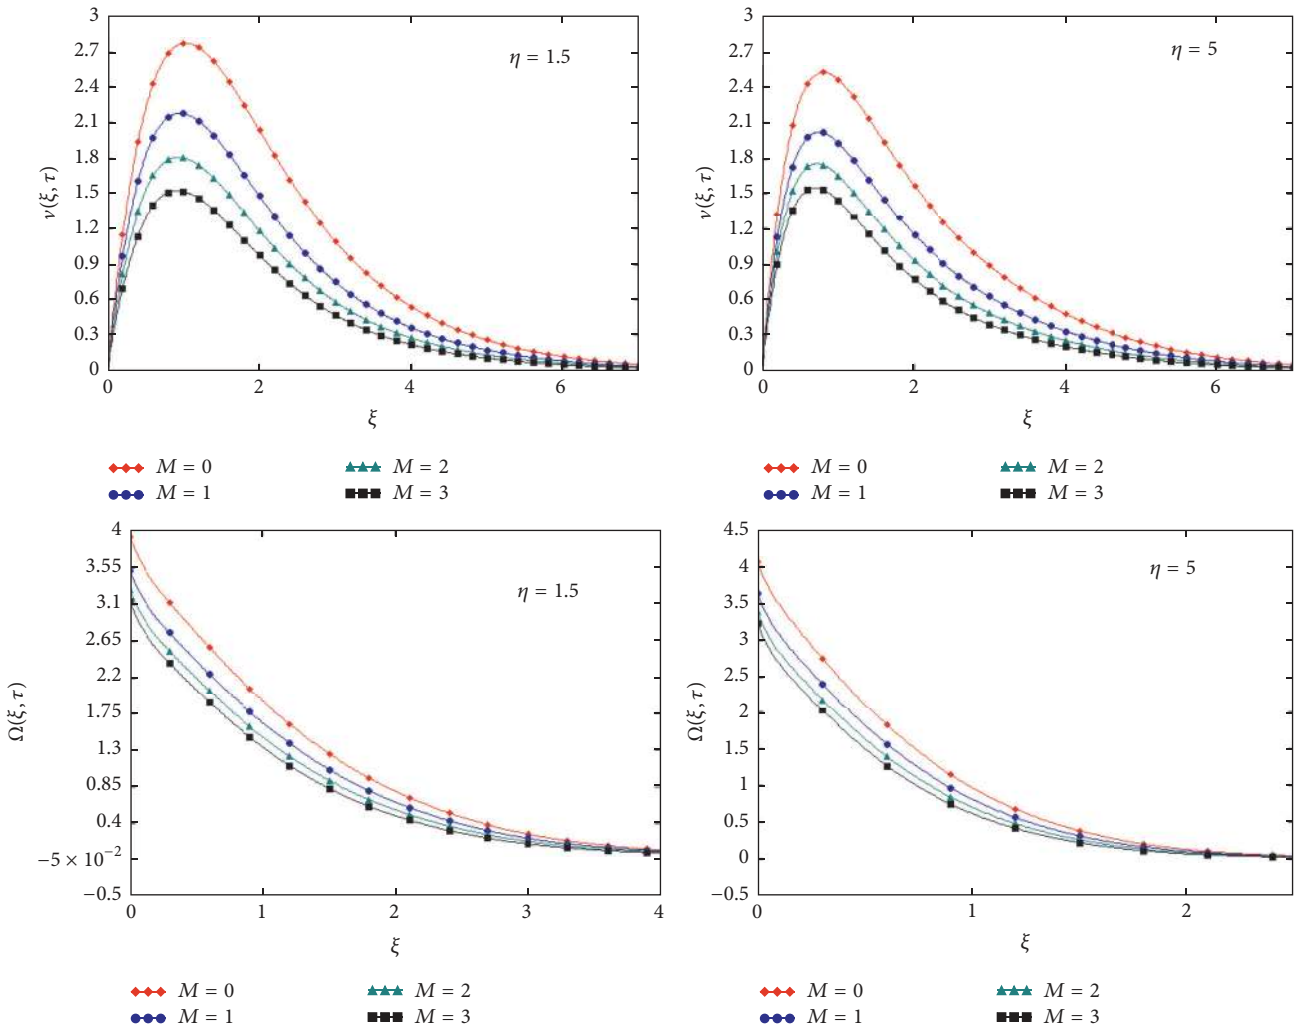 3
2.7
2.4
2.1
1.8
1.5
1.2
0.9
0.6
0.3
0
ν(ξ, τ)
η = 1.5
0 2 4 6
ξ
M = 0 M = 2
M = 1 M = 3
3
2.7
2.4
2.1
1.8
1.5
1.2
0.9
0.6
0.3
0
ν(ξ, τ)
η = 5
0 2 4 6
ξ
M = 0 M = 2
M = 1 M = 3
4
3.55
3.1
2.65
2.2
1.75
1.3
0.85
0.4
−5 × 10⁻²
−0.5
Ω(ξ, τ)
η = 1.5
0 1 2 3 4
ξ
M = 0 M = 2
M = 1 M = 3
4.5
4
3.5
3
2.5
2
1.5
1
0.5
0
−0.5
Ω(ξ, τ)
η = 5
0 1 2
ξ
M = 0 M = 2
M = 1 M = 3